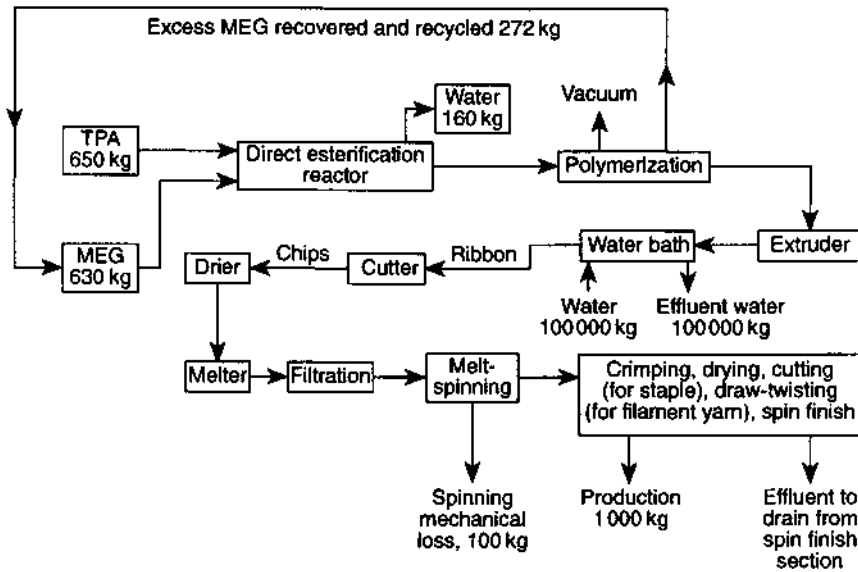 Excess MEG recovered and recycled 272 kg
Water
160 kg
Vacuum
TPA
650 kg
Direct esterification
reactor
Polymerization
MEG
630 kg
Drier
Chips
Cutter
Ribbon
Water bath
Extruder
Water
100 000 kg
Effluent water
100 000 kg
Melter
Filtration
Melt-
spinning
Crimping, drying, cutting
(for staple), draw-twisting
(for filament yarn), spin finish
Spinning
mechanical
loss, 100 kg
Production
1 000 kg
Effluent to
drain from
spin finish
section